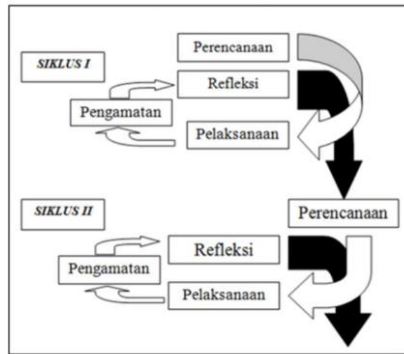 Perencanaan
SIKLUS I
Refleksi
Pengamatan
Pelaksanaan
SIKLUS II
Perencanaan
Refleksi
Pengamatan
Pelaksanaan